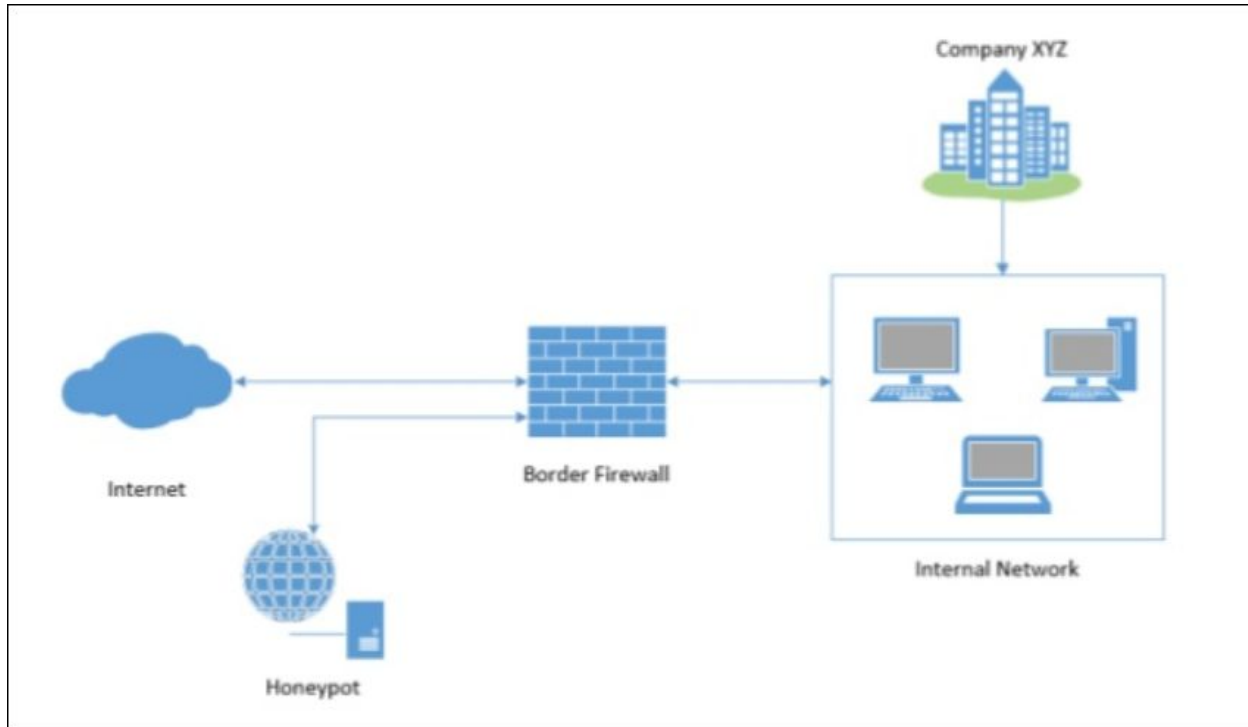 Company XYZ
Internet
Border Firewall
Internal Network
Honeypot